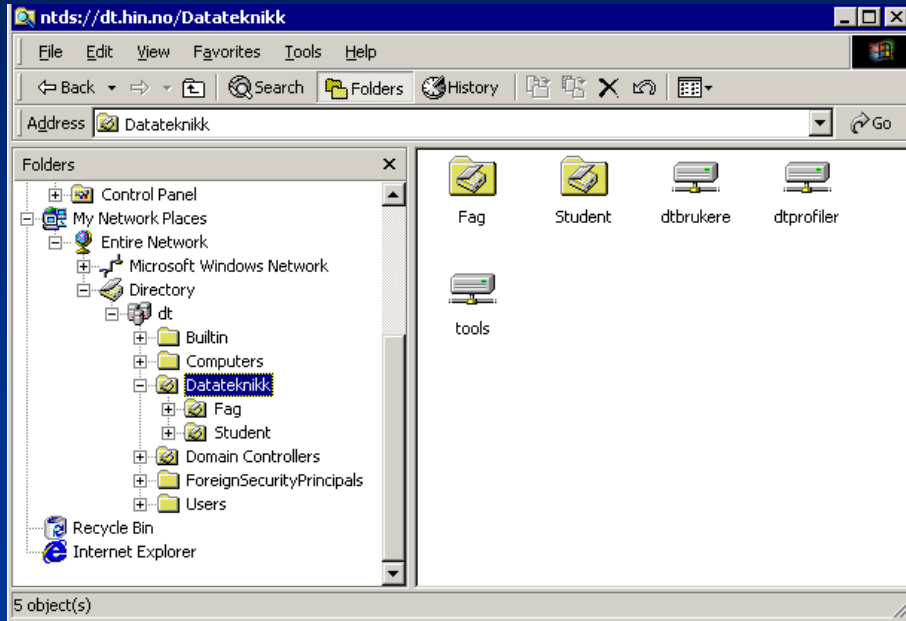 ntds://dt.hin.no/Datateknikk
File Edit View Favorites Tools Help
Back Search Folders History
Address Datateknikk Go
Folders
Control Panel
My Network Places
Entire Network
Microsoft Windows Network
Directory
dt
Builtin
Computers
Datateknikk
Fag
Student
Domain Controllers
ForeignSecurityPrincipals
Users
Recycle Bin
Internet Explorer
Fag Student dtbrukere dtprofiler
tools
5 object(s)